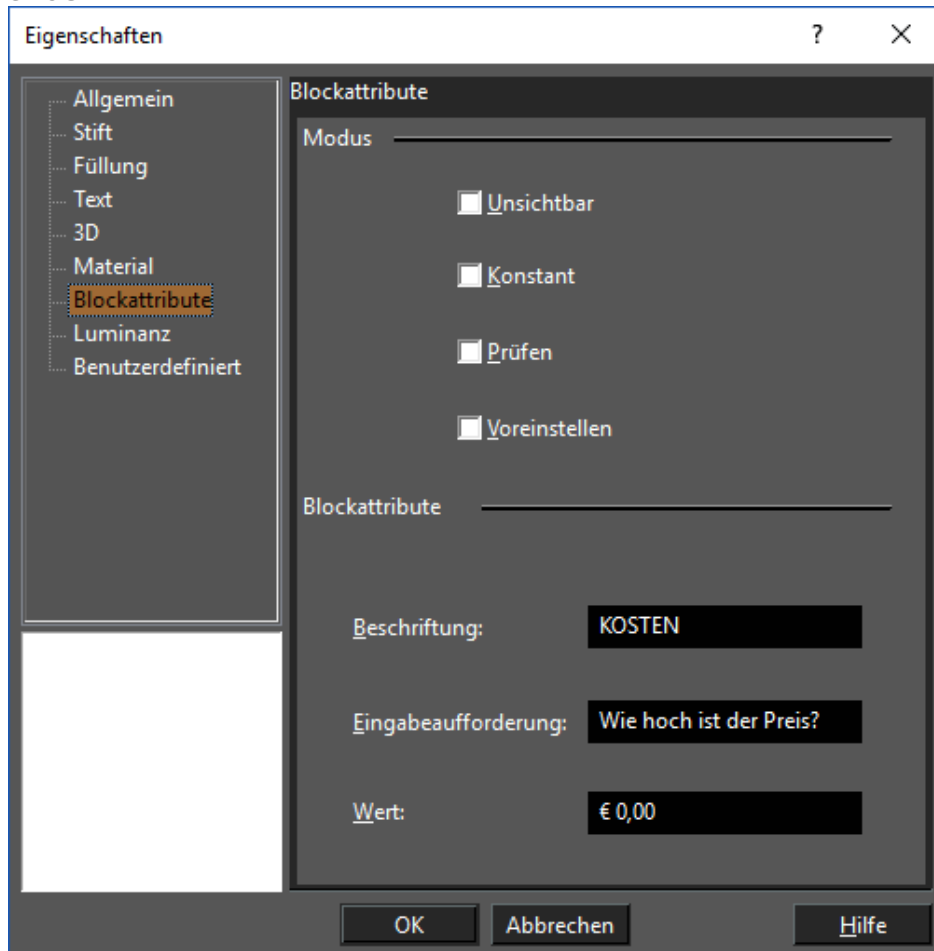 Eigenschaften ?
Allgemein
Stift
Füllung
Text
3D
Material
Blockattribute
Luminanz
Benutzerdefiniert
Blockattribute
Modus
Unsichtbar
Konstant
Prüfen
Voreinstellen
Blockattribute
Beschriftung: KOSTEN
Eingabeaufforderung: Wie hoch ist der Preis?
Wert: € 0,00
OK Abbrechen Hilfe